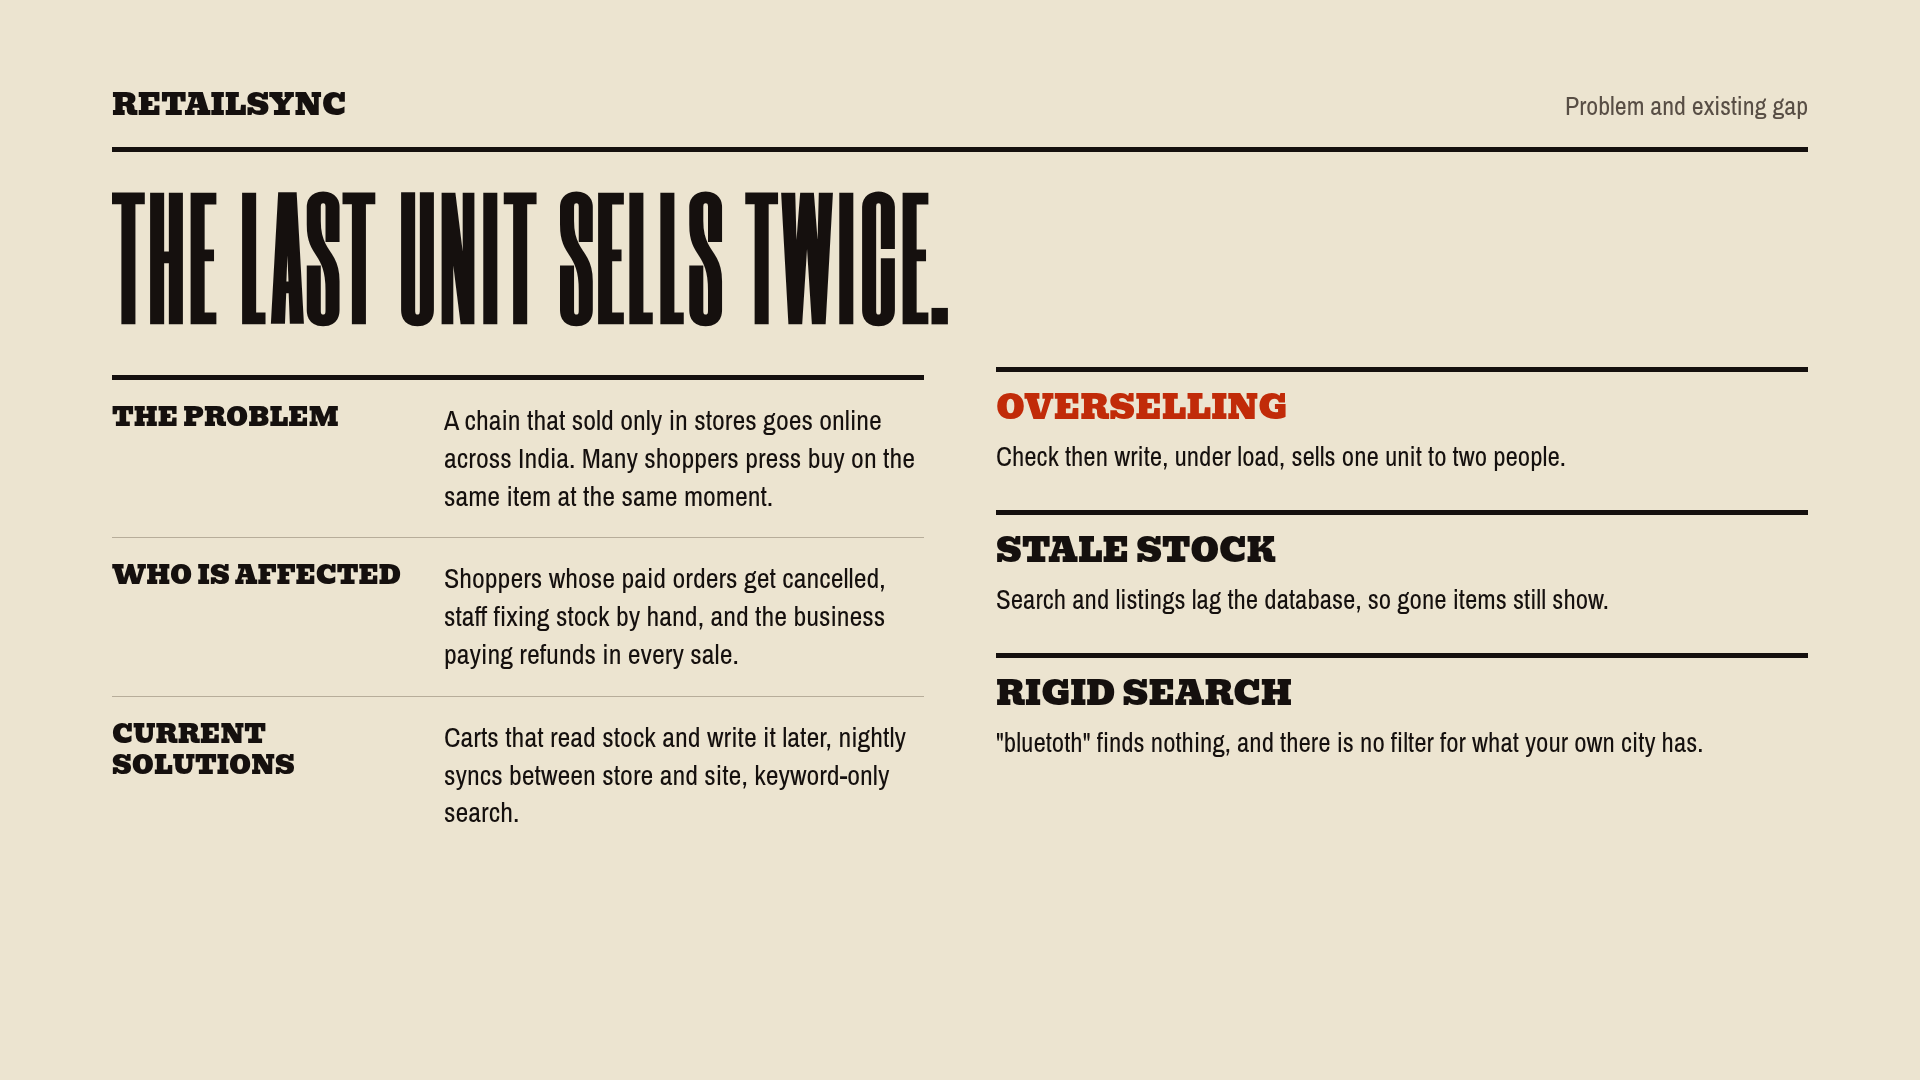 RETAILSYNC
Problem and existing gap
THE LAST UNIT SELLS TWICE.
THE PROBLEM
A chain that sold only in stores goes online
across India. Many shoppers press buy on the
same item at the same moment.
WHO IS AFFECTED
Shoppers whose paid orders get cancelled,
staff fixing stock by hand, and the business
paying refunds in every sale.
CURRENT
SOLUTIONS
Carts that read stock and write it later, nightly
syncs between store and site, keyword-only
search.
OVERSELLING
Check then write, under load, sells one unit to two people.
STALE STOCK
Search and listings lag the database, so gone items still show.
RIGID SEARCH
"bluetoth" finds nothing, and there is no filter for what your own city has.